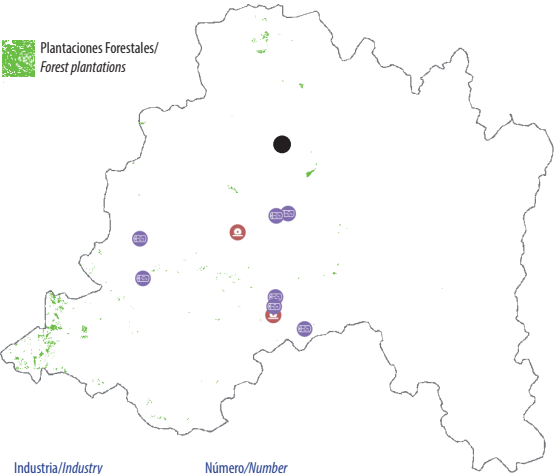 Plantaciones Forestales/
Forest plantations
Industria/Industry Número/Number